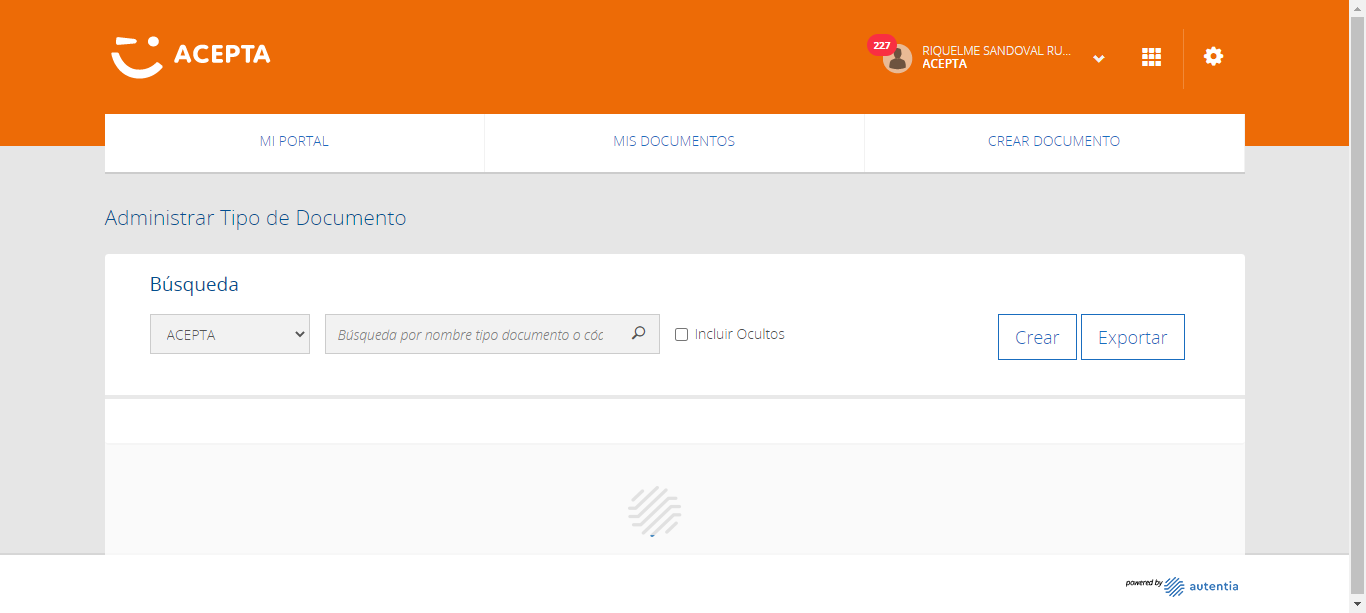 ACEPTA
227
RIQUELME SANDOVAL RU...
ACEPTA
MI PORTAL
MIS DOCUMENTOS
CREAR DOCUMENTO
Administrar Tipo de Documento
Búsqueda
ACEPTA
Búsqueda por nombre tipo documento o cóc
Incluir Ocultos
Crear
Exportar
powered by autentia